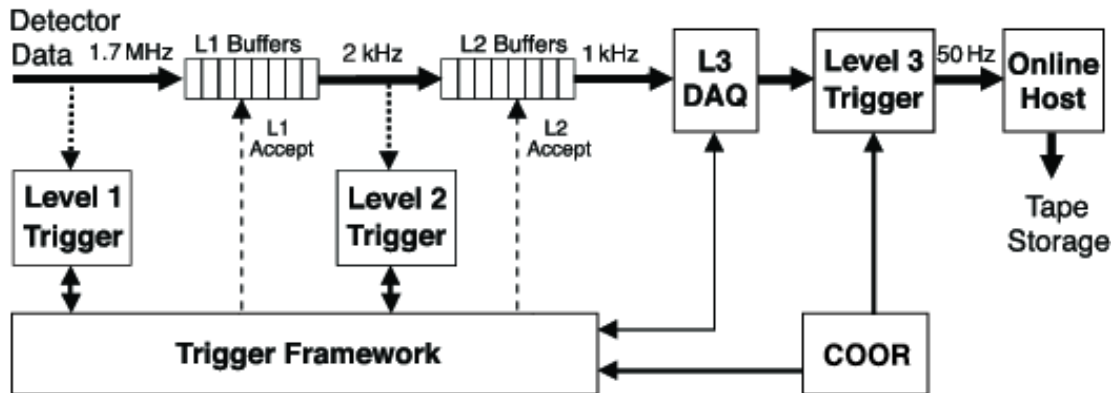 Detector
Data
1.7 MHz
L1 Buffers
2 kHz
L2 Buffers
1 kHz
L3
DAQ
Level 3
Trigger
50 Hz
Online
Host
L1
Accept
L2
Accept
Level 1
Trigger
Level 2
Trigger
Tape
Storage
Trigger Framework
COOR